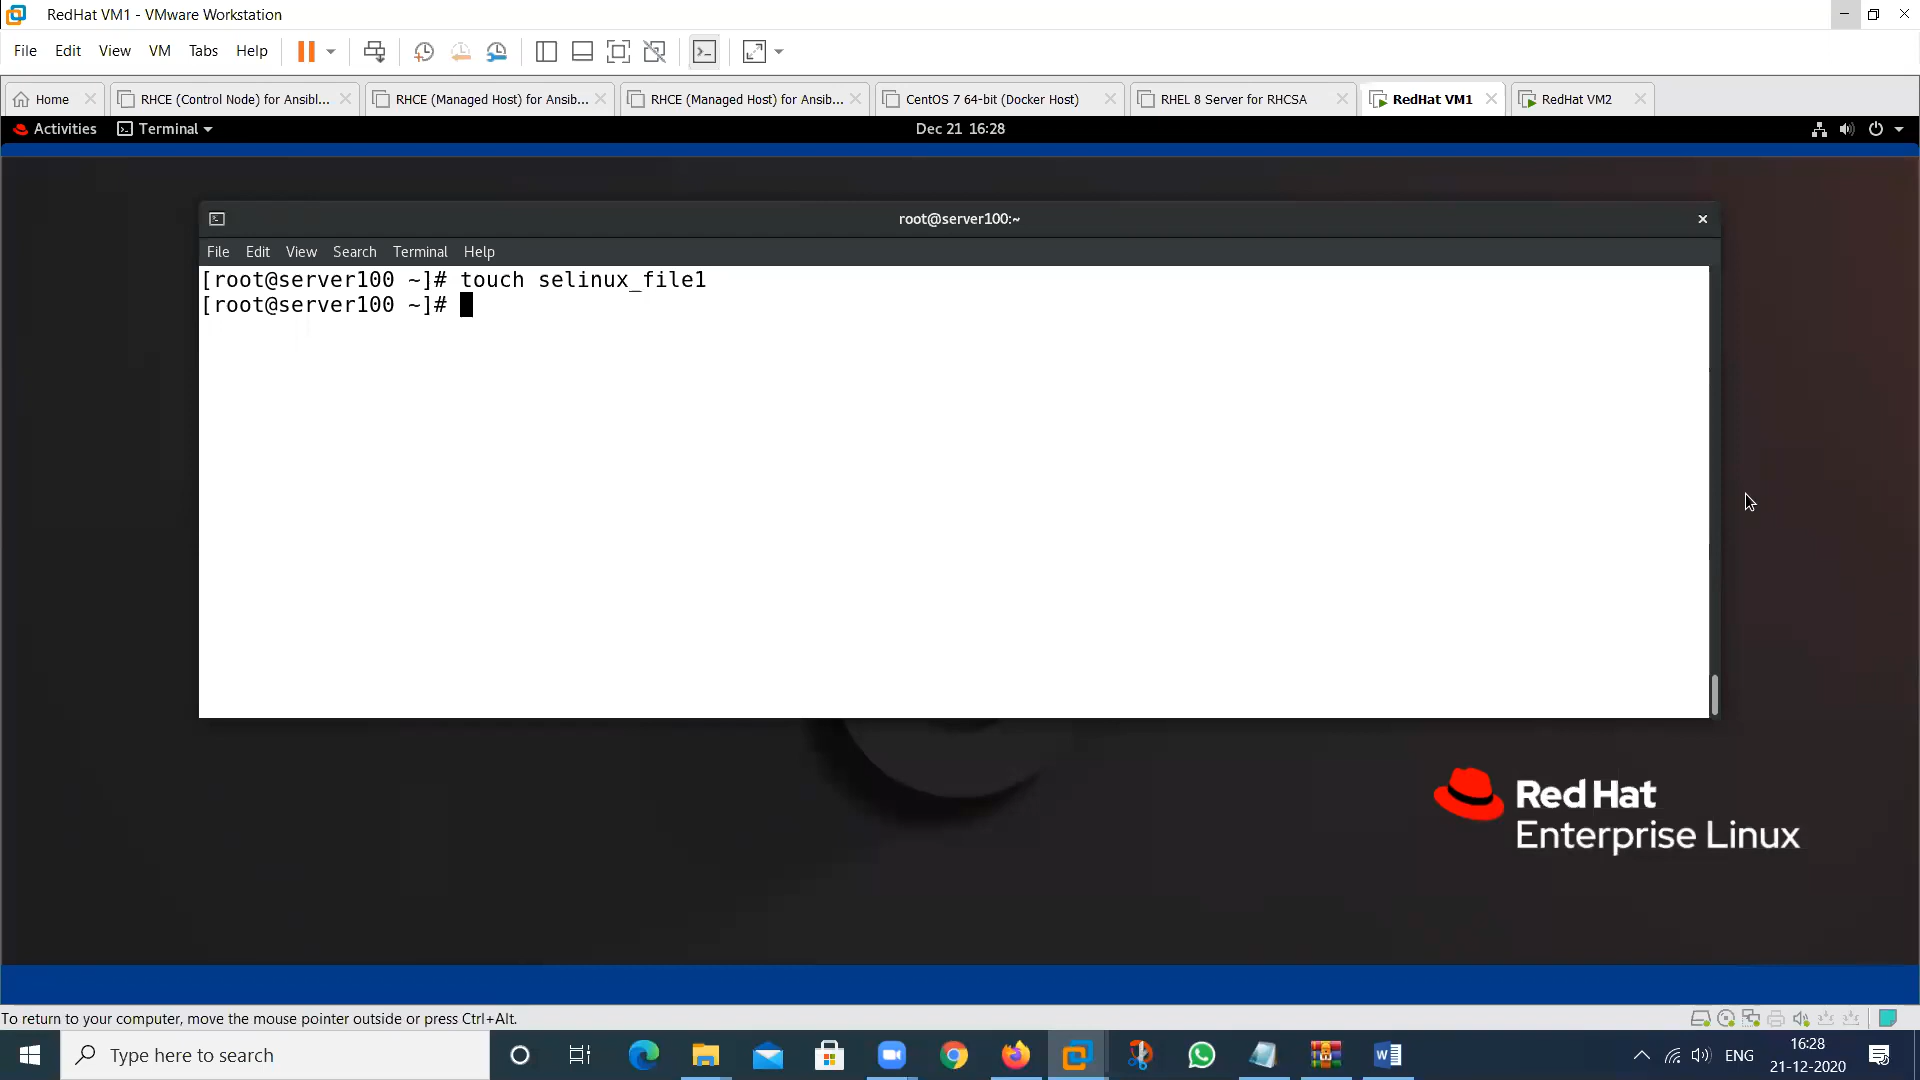 RedHat VM1 - VMware Workstation
File Edit View VM Tabs Help
Home RHCE (Control Node) for Ansibl... RHCE (Managed Host) for Ansib... RHCE (Managed Host) for Ansib... CentOS 7 64-bit (Docker Host) RHEL 8 Server for RHCSA RedHat VM1 RedHat VM2
Activities Terminal Dec 21 16:28
root@server100:~
File Edit View Search Terminal Help
[root@server100 ~]# touch selinux_file1
[root@server100 ~]#
Red Hat
Enterprise Linux
To return to your computer, move the mouse pointer outside or press Ctrl+Alt.
Type here to search
ENG
16:28
21-12-2020